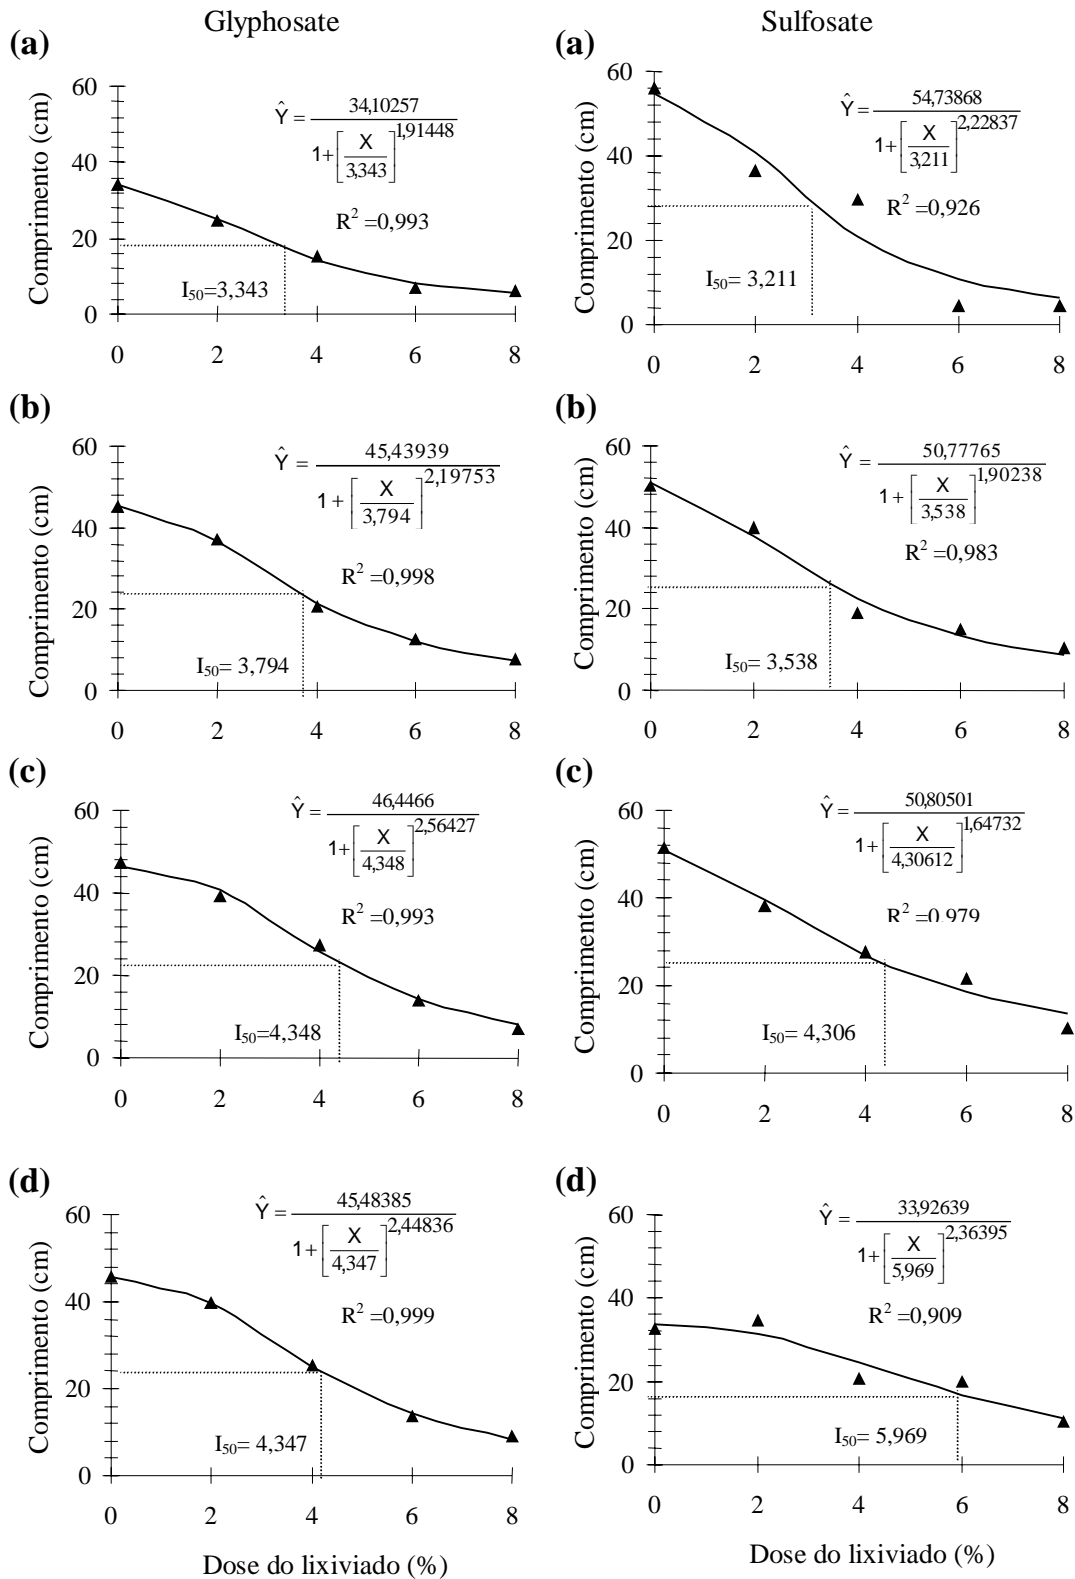 Glyphosate
(a)
60
40
20
0
Comprimento (cm)
Ŷ = 34,10257
1+[X/3,343]^1,91448
R² =0,993
I₅₀=3,343
0 2 4 6 8
Sulfosate
(a)
60
40
20
0
Comprimento (cm)
Ŷ = 54,73868
1+[X/3,211]^2,22837
R² =0,926
I₅₀= 3,211
0 2 4 6 8
(b)
60
40
20
0
Comprimento (cm)
Ŷ = 45,43939
1+[X/3,794]^2,19753
R² =0,998
I₅₀= 3,794
0 2 4 6 8
(b)
60
40
20
0
Comprimento (cm)
Ŷ = 50,77765
1+[X/3,538]^1,90238
R² =0,983
I₅₀= 3,538
0 2 4 6 8
(c)
60
40
20
0
Comprimento (cm)
Ŷ = 46,4466
1+[X/4,348]^2,56427
R² =0,993
I₅₀=4,348
0 2 4 6 8
(c)
60
40
20
0
Comprimento (cm)
Ŷ = 50,80501
1+[X/4,30612]^1,64732
R² =0,979
I₅₀= 4,306
0 2 4 6 8
(d)
60
40
20
0
Comprimento (cm)
Ŷ = 45,48385
1+[X/4,347]^2,44836
R² =0,999
I₅₀= 4,347
0 2 4 6 8
Dose do lixiviado (%)
(d)
60
40
20
0
Comprimento (cm)
Ŷ = 33,92639
1+[X/5,969]^2,36395
R² =0,909
I₅₀= 5,969
0 2 4 6 8
Dose do lixiviado (%)